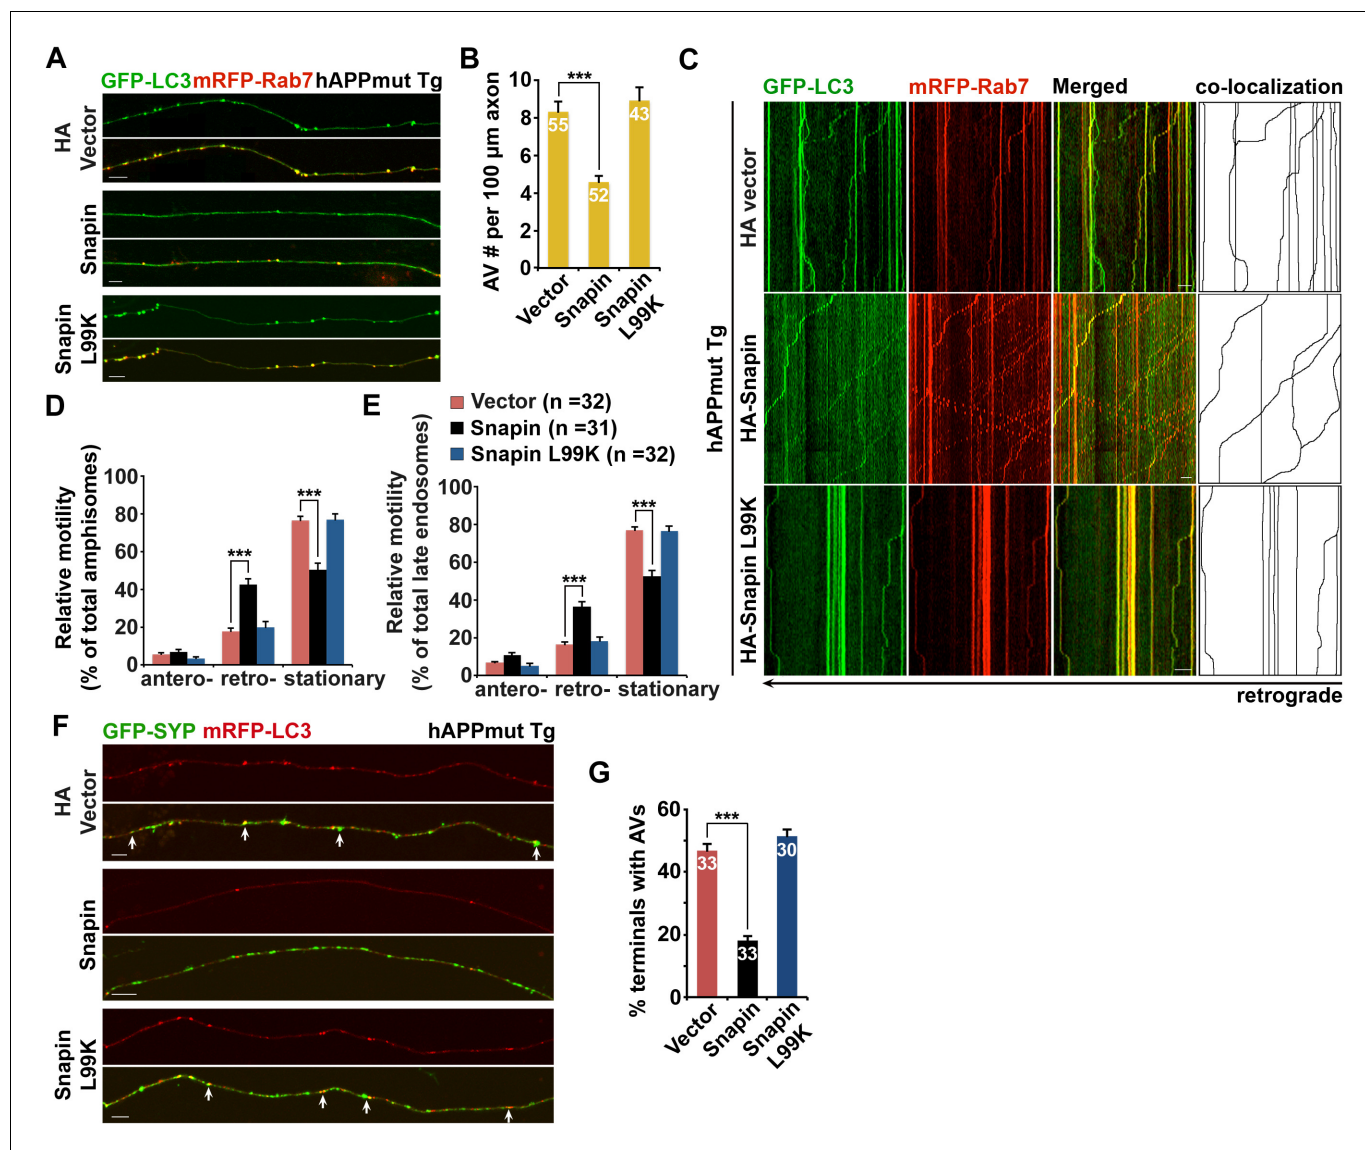 A
GFP-LC3 mRFP-Rab7 hAPPmut Tg
HA
Vector
Snapin
Snapin
L99K
B
***
AV # per 100 µm axon
10
8
6
4
2
0
55
52
43
Vector
Snapin
Snapin
L99K
C
GFP-LC3 mRFP-Rab7 Merged co-localization
hAPPmut Tg
HA vector
HA-Snapin
HA-Snapin L99K
retrograde
D
Relative motility
(% of total amphisomes)
100
80
60
40
20
0
***
***
antero- retro- stationary
E
Vector (n =32)
Snapin (n =31)
Snapin L99K (n =32)
Relative motility
(% of total late endosomes)
100
80
60
40
20
0
***
***
antero- retro- stationary
F
GFP-SYP mRFP-LC3 hAPPmut Tg
HA
Vector
Snapin
Snapin
L99K
G
% terminals with AVs
60
40
20
0
***
33
33
30
Vector
Snapin
Snapin
L99K